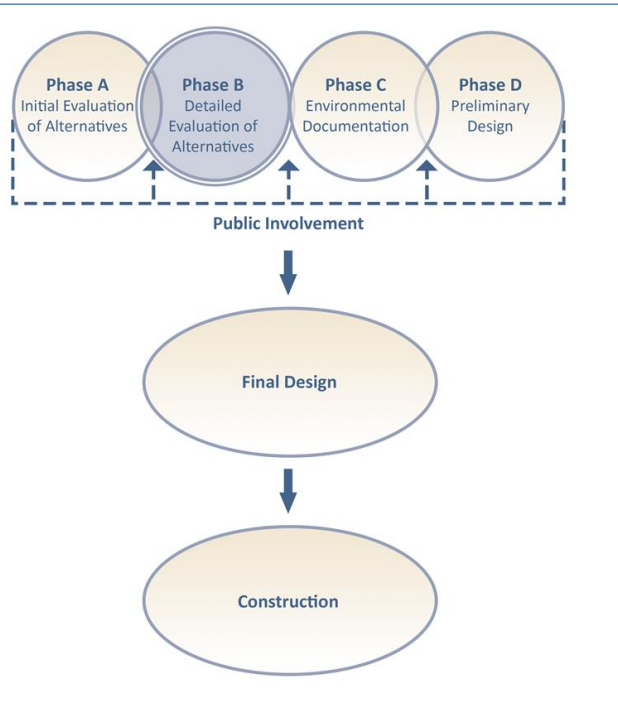 Phase A
Initial Evaluation
of Alternatives
Phase B
Detailed
Evaluation of
Alternatives
Phase C
Environmental
Documentation
Phase D
Preliminary
Design
Public Involvement
Final Design
Construction